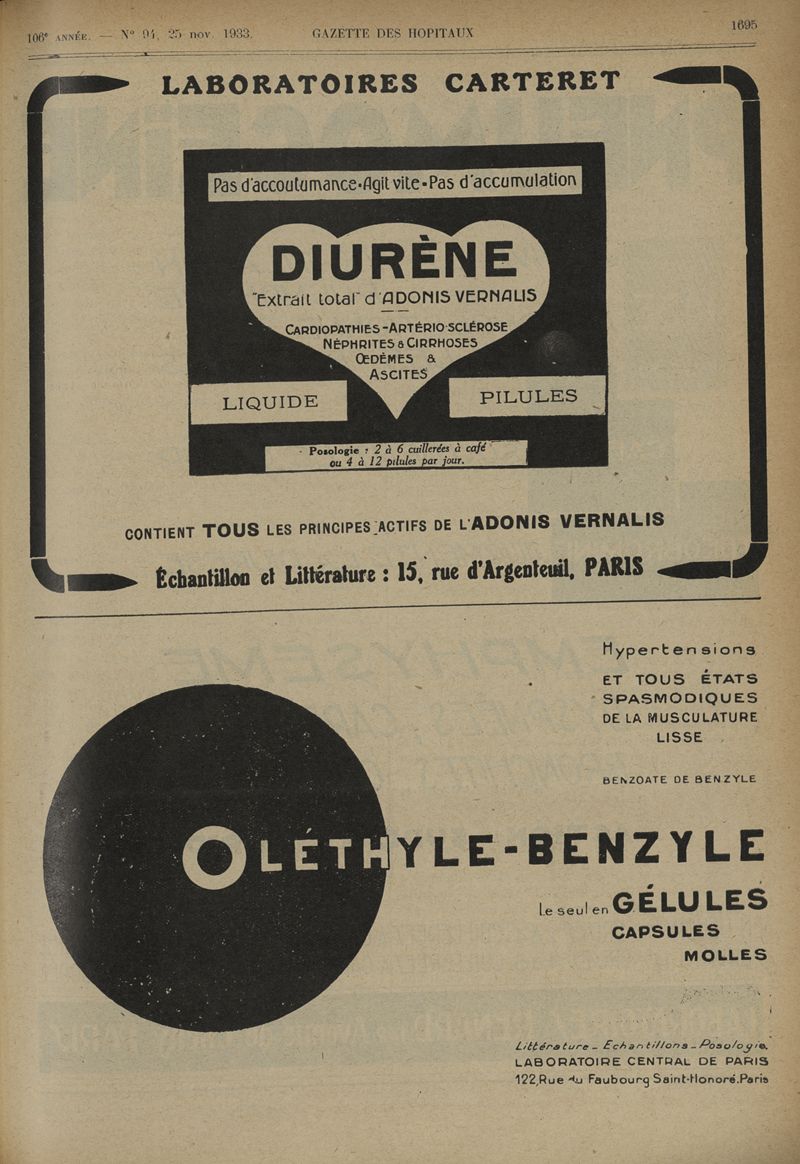 106e ANNÉE. — N° 94, 25 nov. 1933.
GAZETTE DES HOPITAUX
1695
LABORATOIRES CARTERET
Pas d'accoutumance-Agit vite-Pas d'accumulation
DIURÈNE
"Extrait total" d'ADONIS VERNALIS
CARDIOPATHIES-ARTÉRIO-SCLÉROSE
NÉPHRITES & CIRRHOSES
ŒDÈMES &
ASCITES
LIQUIDE
PILULES
Posologie : 2 à 6 cuillerées à café
ou 4 à 12 pilules par jour.
CONTIENT TOUS LES PRINCIPES ACTIFS DE L'ADONIS VERNALIS
Échantillon et Littérature : 15, rue d'Argenteuil, PARIS
Hypertensions
ET TOUS ÉTATS
SPASMODIQUES
DE LA MUSCULATURE
LISSE
BENZOATE DE BENZYLE
OLÉTHYLE-BENZYLE
Le seul en GÉLULES
CAPSULES
MOLLES
Littérature - Échantillons - Posologie.
LABORATOIRE CENTRAL DE PARIS
122, Rue du Faubourg Saint-Honoré. Paris